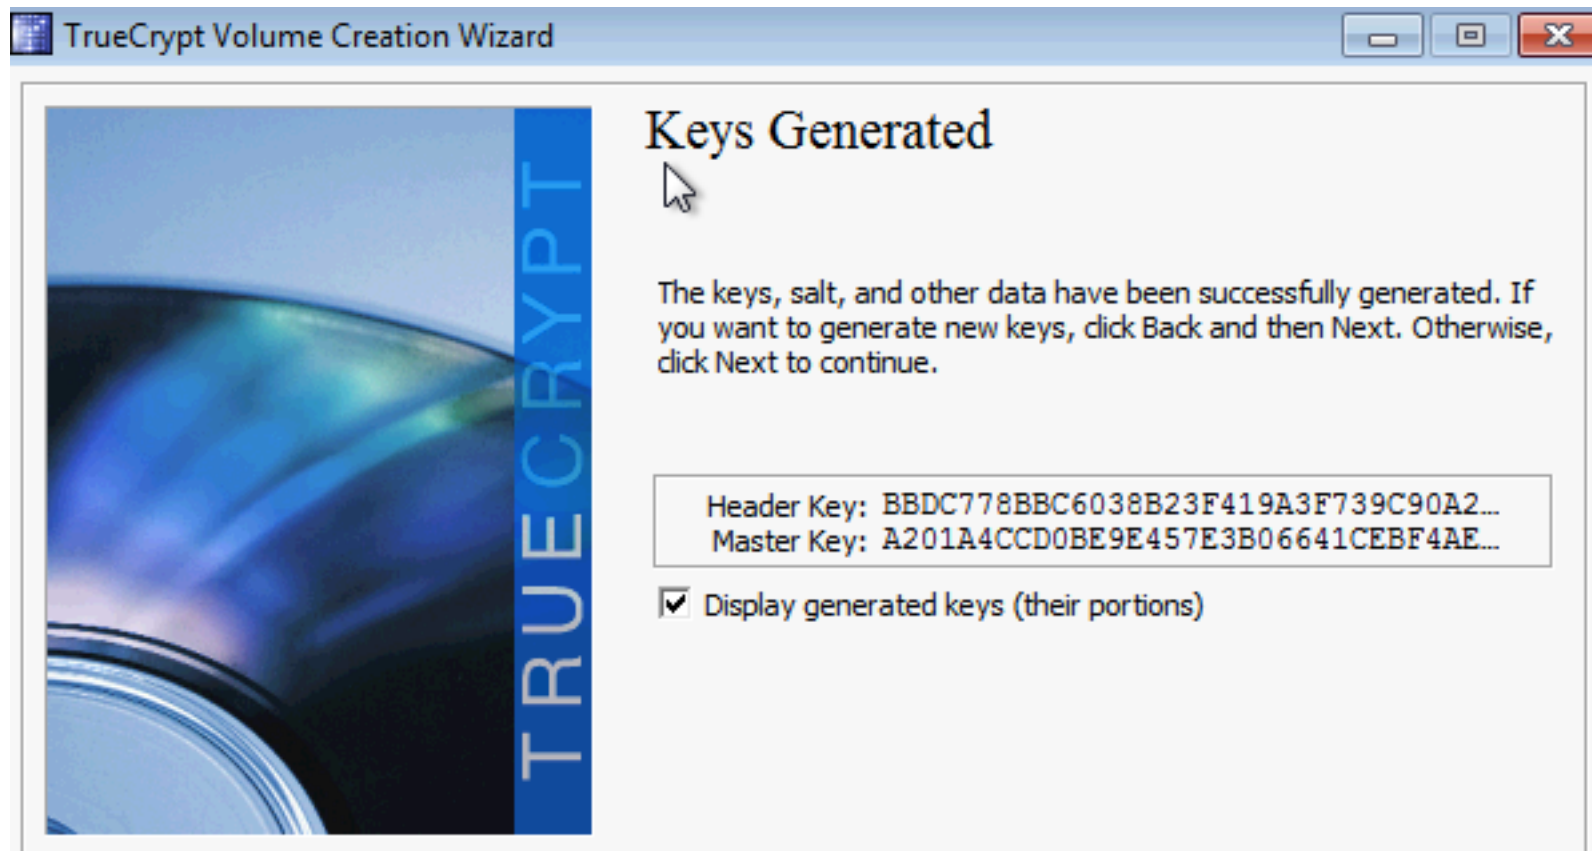 TrueCrypt Volume Creation Wizard
TRUECRYPT
Keys Generated
The keys, salt, and other data have been successfully generated. If
you want to generate new keys, click Back and then Next. Otherwise,
click Next to continue.
Header Key: BBDC778BBC6038B23F419A3F739C90A2...
Master Key: A201A4CCD0BE9E457E3B06641CEBF4AE...
Display generated keys (their portions)